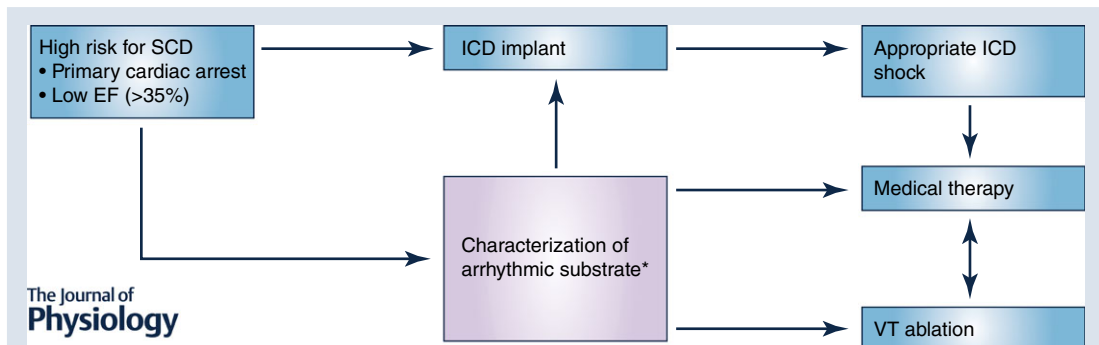 High risk for SCD
• Primary cardiac arrest
• Low EF (>35%)
ICD implant
Appropriate ICD
shock
Medical therapy
Characterization of
arrhythmic substrate*
VT ablation
The Journal of
Physiology